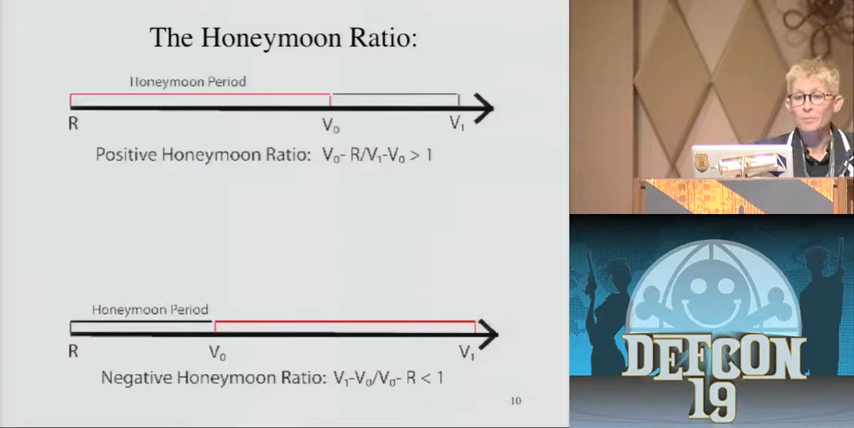 The Honeymoon Ratio:
Honeymoon Period
R V₀ V₁
Positive Honeymoon Ratio: V₀- R/V₁-V₀ > 1
Honeymoon Period
R V₀ V₁
Negative Honeymoon Ratio: V₁-V₀/V₀- R < 1
10
DEFCON
19